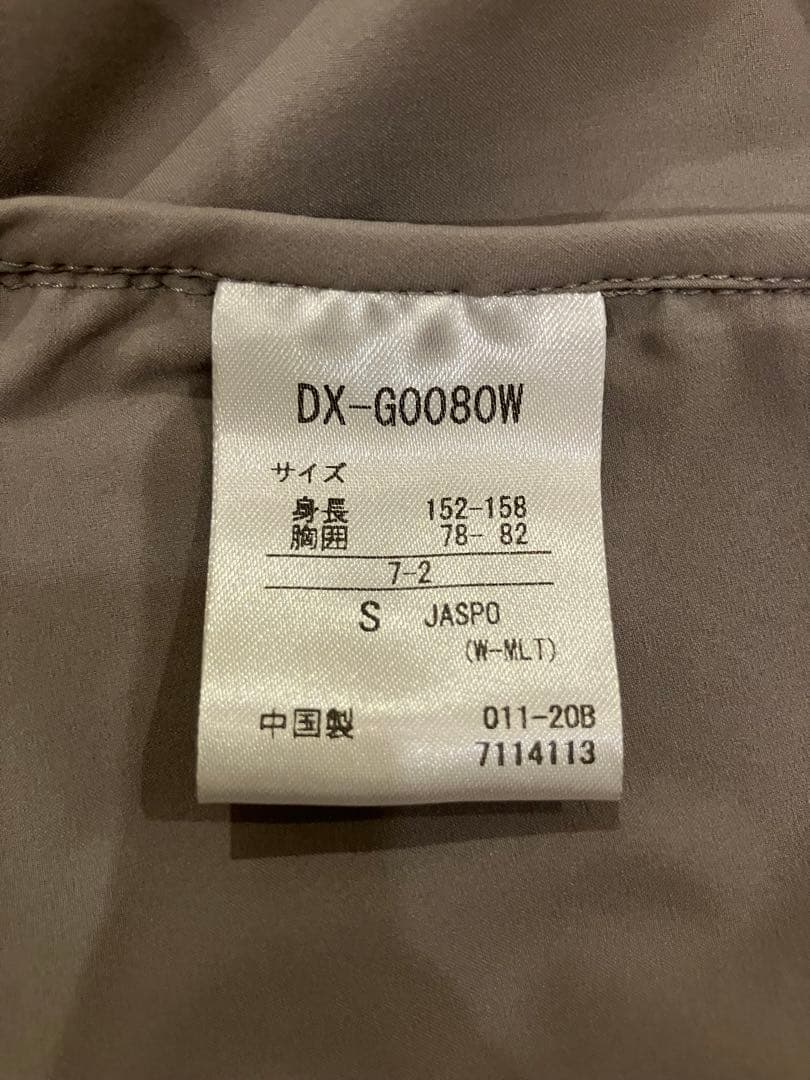 DX-G0080W
サイズ
身長 152-158
胸囲 78- 82
7-2
S JASPO
(W-MLT)
中国製 011-20B
7114113